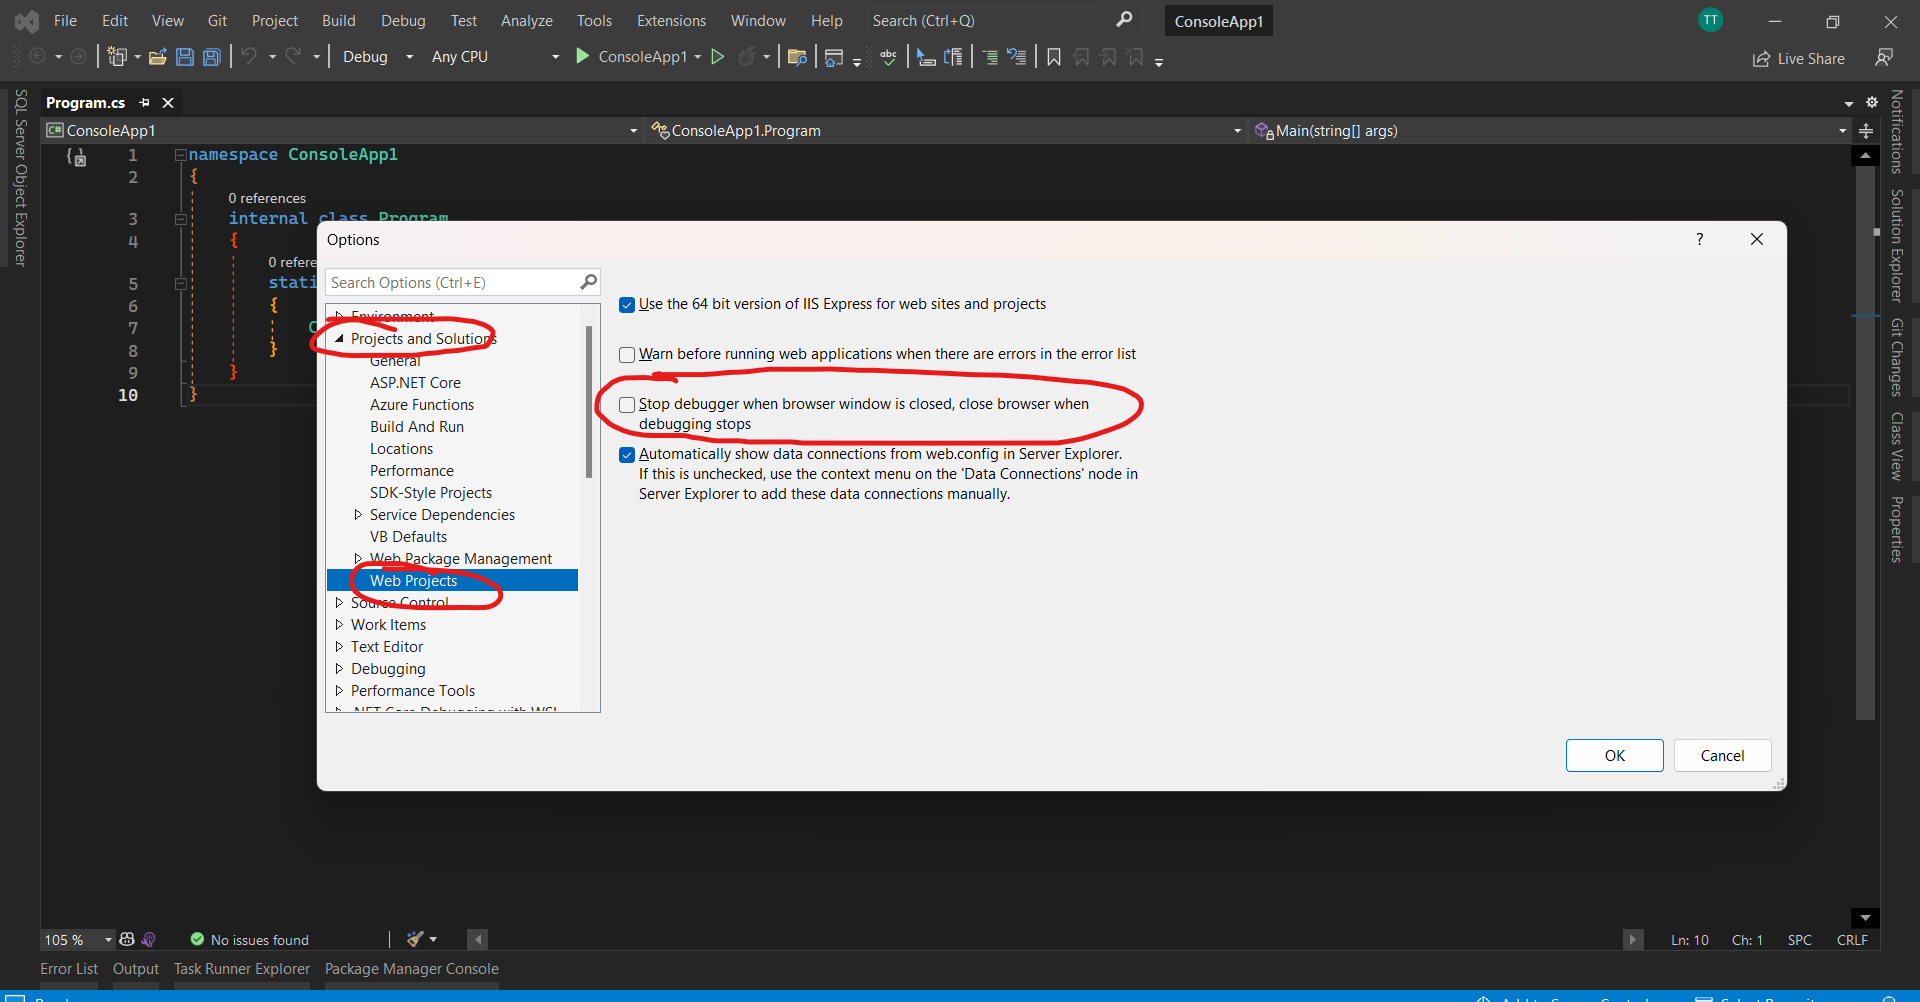 File Edit View Git Project Build Debug Test Analyze Tools Extensions Window Help Search (Ctrl+Q) ConsoleApp1 TT
Debug Any CPU ConsoleApp1 abc Live Share
SQL Server Object Explorer
Program.cs
C# ConsoleApp1 ConsoleApp1.Program Main(string[] args)
1 namespace ConsoleApp1
2 {
0 references
3 internal class Program
4 {
0 refere
5 stati
6 {
7 C
8 }
9 }
10 }
Options ?
Search Options (Ctrl+E)
Environment
Projects and Solutions
General
ASP.NET Core
Azure Functions
Build And Run
Locations
Performance
SDK-Style Projects
Service Dependencies
VB Defaults
Web Package Management
Web Projects
Source Control
Work Items
Text Editor
Debugging
Performance Tools
.NET Core Debugging with WSL
Use the 64 bit version of IIS Express for web sites and projects
Warn before running web applications when there are errors in the error list
Stop debugger when browser window is closed, close browser when
debugging stops
Automatically show data connections from web.config in Server Explorer.
If this is unchecked, use the context menu on the 'Data Connections' node in
Server Explorer to add these data connections manually.
OK Cancel
Notifications
Solution Explorer
Git Changes
Class View
Properties
105 % No issues found Ln: 10 Ch: 1 SPC CRLF
Error List Output Task Runner Explorer Package Manager Console